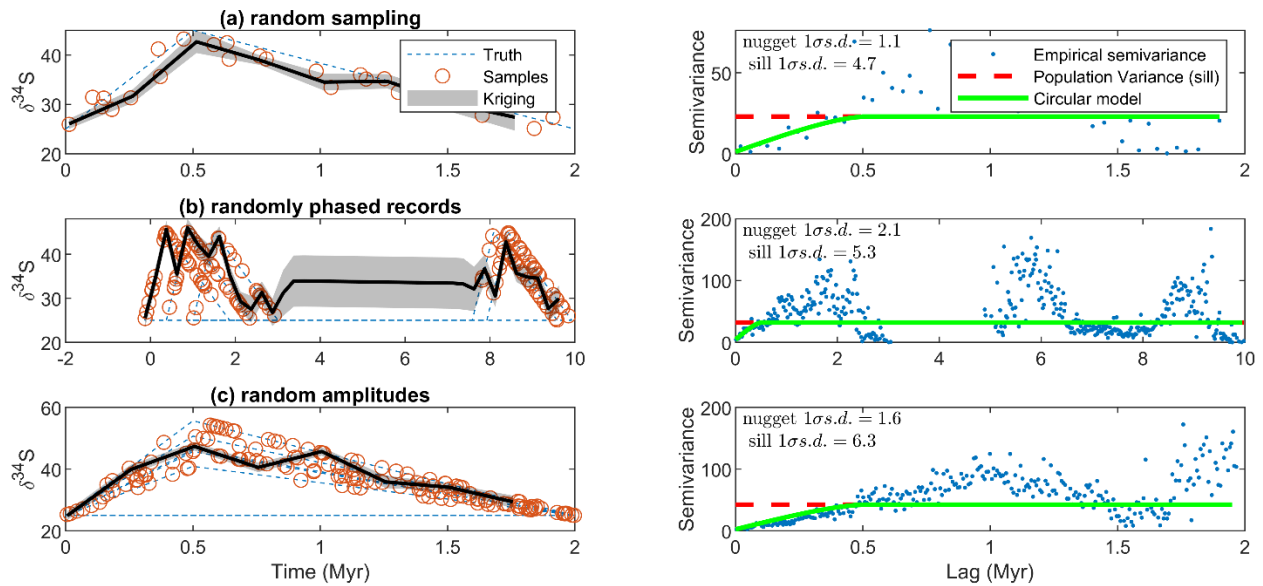 (a) random sampling
45
40
30
20
δ³⁴S
0
0.5
1
1.5
2
Truth
Samples
Kriging
nugget 1σs.d. = 1.1
sill 1σs.d. = 4.7
Empirical semivariance
Population Variance (sill)
Circular model
Semivariance
50
0
0
0.5
1
1.5
2
(b) randomly phased records
40
30
20
δ³⁴S
-2
0
2
4
6
8
10
nugget 1σs.d. = 2.1
sill 1σs.d. = 5.3
Semivariance
200
100
0
0
2
4
6
8
10
(c) random amplitudes
60
40
20
δ³⁴S
0
0.5
1
1.5
2
Time (Myr)
nugget 1σs.d. = 1.6
sill 1σs.d. = 6.3
Semivariance
200
100
0
0
0.5
1
1.5
2
Lag (Myr)